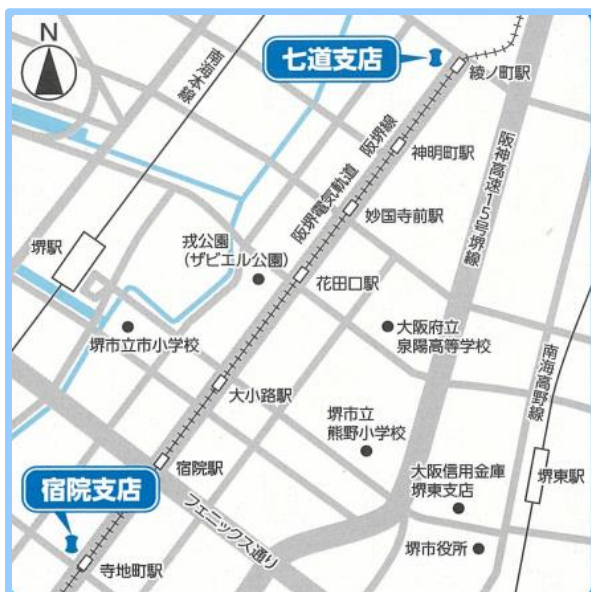 N
南海本線
七道支店
綾ノ町駅
神明町駅
阪堺電気軌道 阪堺線
阪神高速15号堺線
妙国寺前駅
戎公園
(ザビエル公園)
堺駅
花田口駅
堺市立市小学校
大阪府立
泉陽高等学校
南海高野線
大小路駅
堺市立
熊野小学校
宿院駅
大阪信用金庫
堺東支店
堺東駅
宿院支店
フェニックス通り
堺市役所
寺地町駅